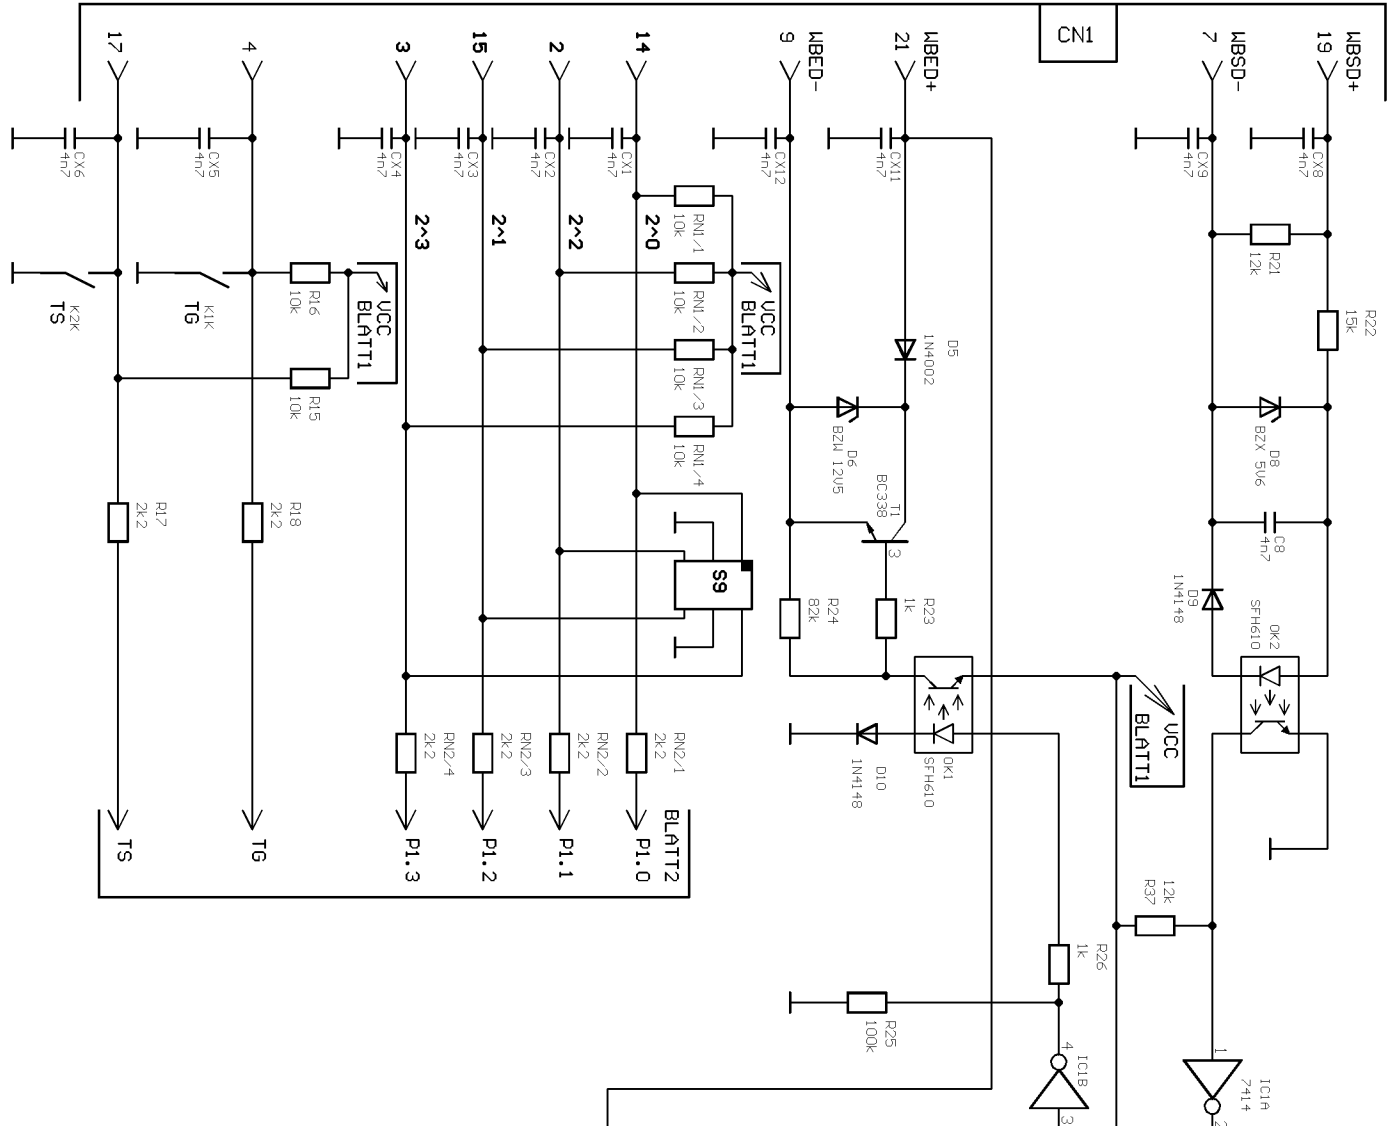 CN1
19 WBSD+
7 WBSD-
21 WBED+
9 WBED-
14
2
15
3
4
17
CX8
4n7
CX9
4n7
CX11
4n7
CX12
4n7
CX1
4n7
CX2
4n7
CX3
4n7
CX4
4n7
CX5
4n7
CX6
4n7
R21
12k
R22
15k
2^0
2^2
2^1
2^3
RN1/1
10k
RN1/2
10k
RN1/3
10k
RN1/4
10k
VCC
BLATT1
VCC
BLATT1
R16
10k
R15
10k
K1K
TG
K2K
TS
D5
1N4002
D6
BZW 12V5
D8
BZX 5V6
T1
BC338
3
C8
4n7
D9
1N4148
OK2
SFH610
R23
1k
R24
82k
S9
R18
2k2
R17
2k2
OK1
SFH610
D10
1N4148
VCC
BLATT1
RN2/1
2k2
RN2/2
2k2
RN2/3
2k2
RN2/4
2k2
BLATT2
P1.0
P1.1
P1.2
P1.3
TG
TS
12k
R37
R26
1k
R25
100k
4
IC1B
3
1
IC1A
7414
2